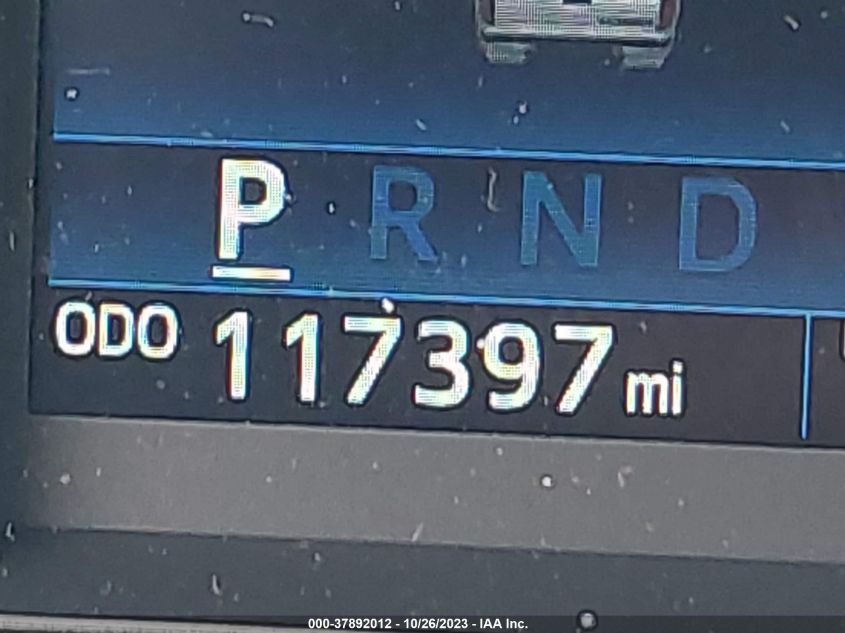 P R N D
ODO 117397 mi
000-37892012 - 10/26/2023 - IAA Inc.